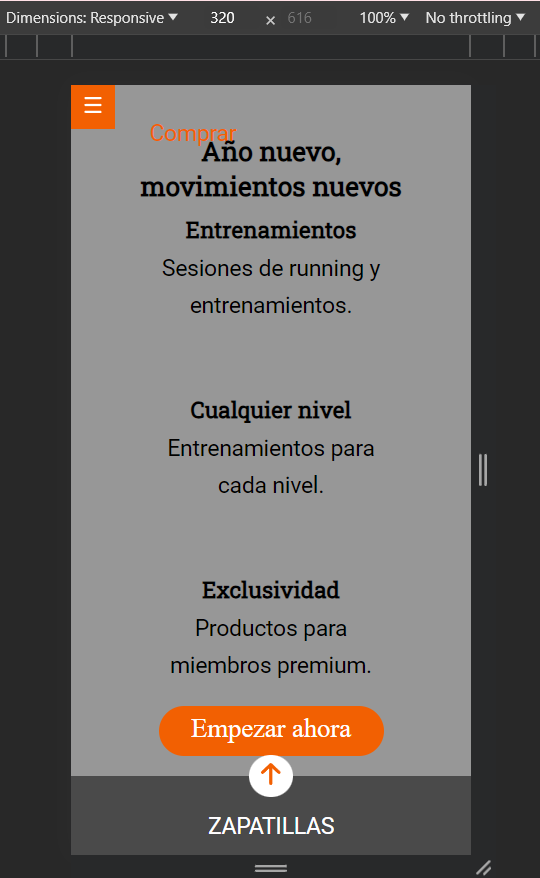 Dimensions: Responsive ▼ 320 × 616 100% ▼ No throttling ▼
☰
Comprar
Año nuevo,
movimientos nuevos
Entrenamientos
Sesiones de running y
entrenamientos.
Cualquier nivel
Entrenamientos para
cada nivel.
Exclusividad
Productos para
miembros premium.
Empezar ahora
ZAPATILLAS